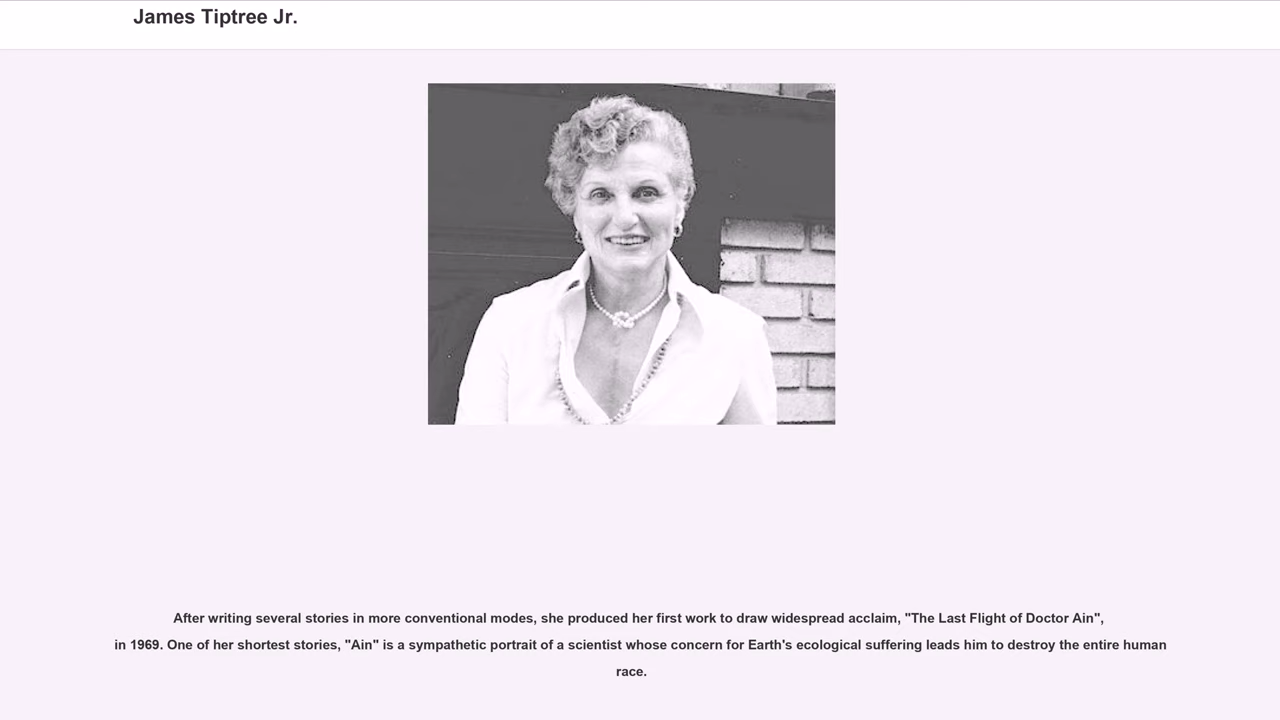 James Tiptree Jr.
After writing several stories in more conventional modes, she produced her first work to draw widespread acclaim, "The Last Flight of Doctor Ain",
in 1969. One of her shortest stories, "Ain" is a sympathetic portrait of a scientist whose concern for Earth's ecological suffering leads him to destroy the entire human
race.